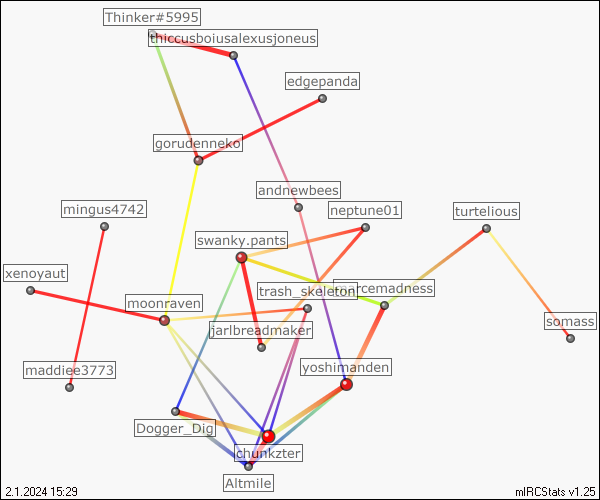 Thinker#5995
thiccusboiusalexusjoneus
edgepanda
gorudenneko
andnewbees
mingus4742
neptune01
turtelious
swanky.pants
xenoyaut
trash_skeleton
rcemadness
moonraven
jarlbreadmaker
somass
maddiee3773
yoshimanden
Dogger_Dig
chunkzter
Altmile
2.1.2024 15:29
mIRCStats v1.25